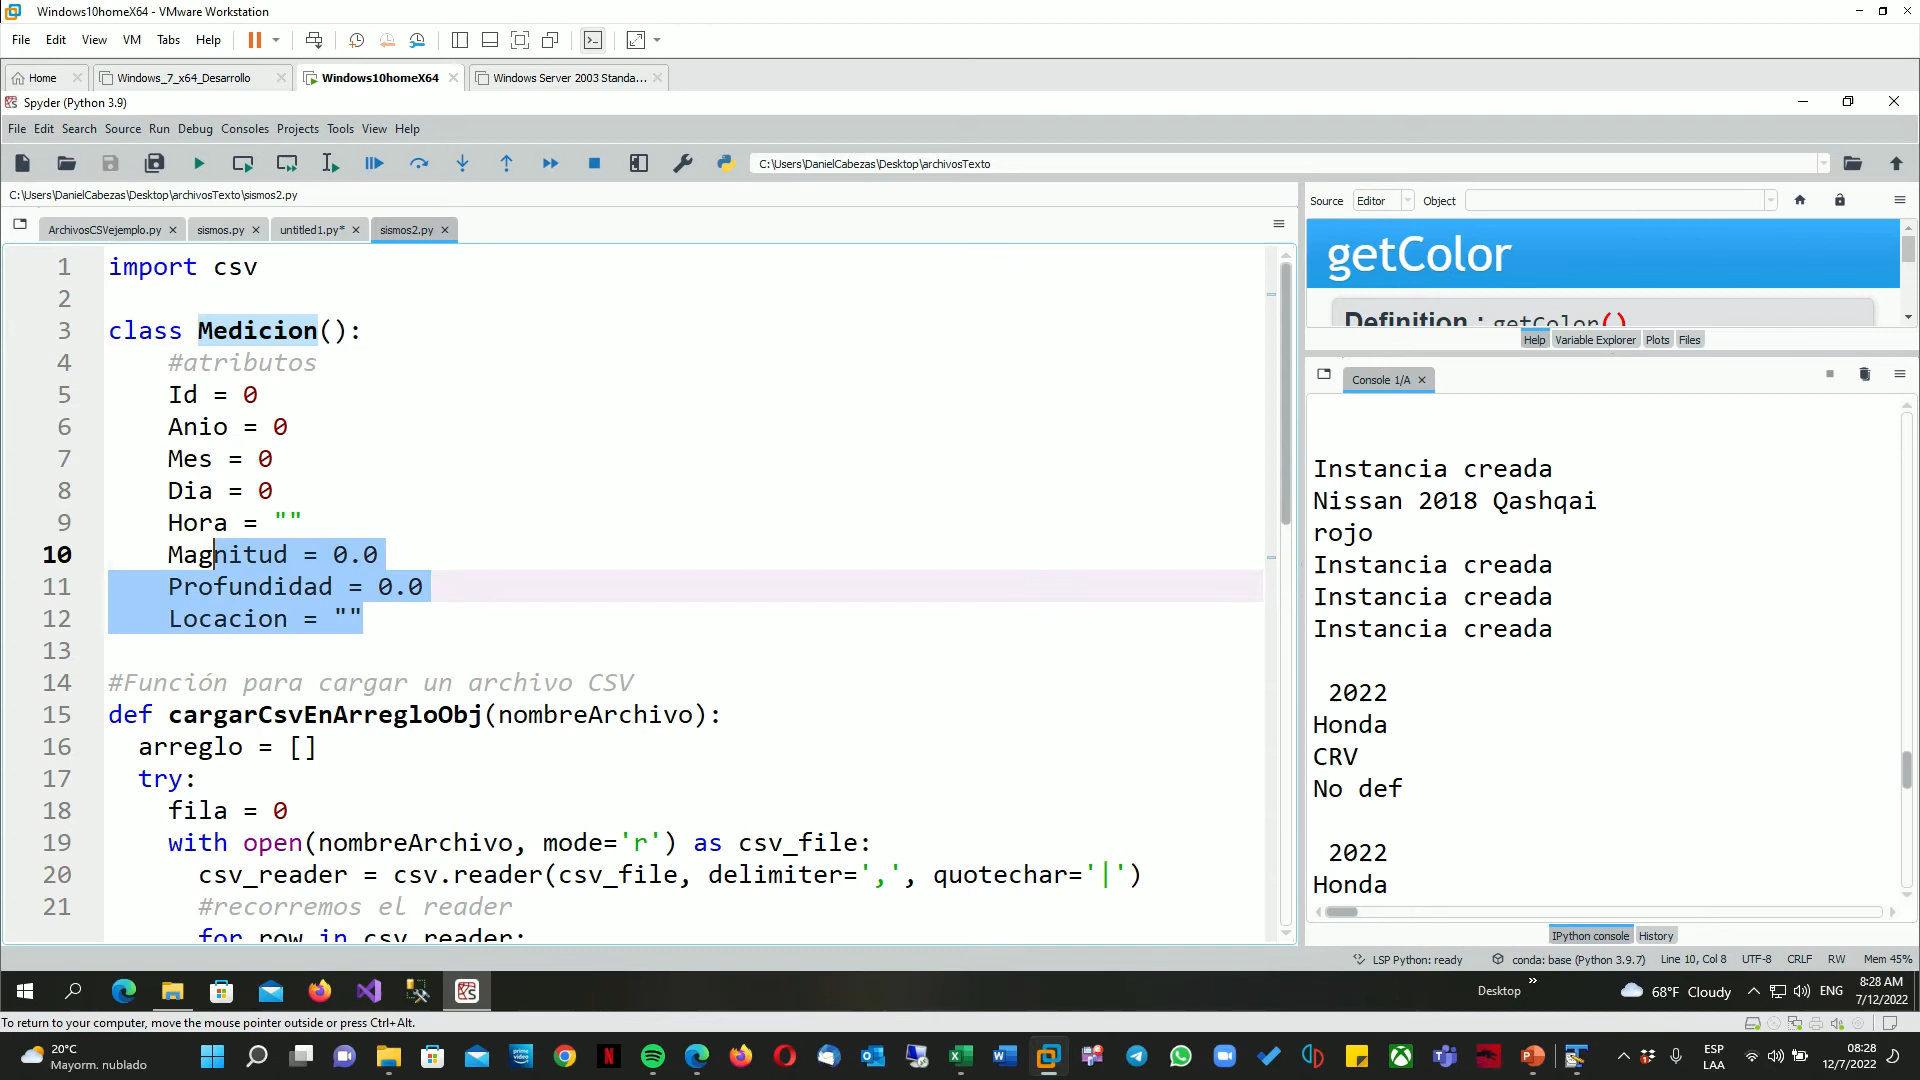 Windows10homeX64 - VMware Workstation
File Edit View VM Tabs Help
Home Windows_7_x64_Desarrollo Windows10homeX64 Windows Server 2003 Standa...
Spyder (Python 3.9)
File Edit Search Source Run Debug Consoles Projects Tools View Help
C:\Users\DanielCabezas\Desktop\archivosTexto
C:\Users\DanielCabezas\Desktop\archivosTexto\sismos2.py
ArchivosCSVejemplo.py sismos.py untitled1.py* sismos2.py
1 import csv
2
3 class Medicion():
4 #atributos
5 Id = 0
6 Anio = 0
7 Mes = 0
8 Dia = 0
9 Hora = ""
10 Magnitud = 0.0
11 Profundidad = 0.0
12 Locacion = ""
13
14 #Función para cargar un archivo CSV
15 def cargarCsvEnArregloObj(nombreArchivo):
16 arreglo = []
17 try:
18 fila = 0
19 with open(nombreArchivo, mode='r') as csv_file:
20 csv_reader = csv.reader(csv_file, delimiter=',', quotechar='|')
21 #recorremos el reader
for row in csv_reader:
Source Editor Object
getColor
Definition : getColor()
Help Variable Explorer Plots Files
Console 1/A
Instancia creada
Nissan 2018 Qashqai
rojo
Instancia creada
Instancia creada
Instancia creada
2022
Honda
CRV
No def
2022
Honda
IPython console History
LSP Python: ready conda: base (Python 3.9.7) Line 10, Col 8 UTF-8 CRLF RW Mem 45%
Desktop 68°F Cloudy ENG 8:28 AM
7/12/2022
To return to your computer, move the mouse pointer outside or press Ctrl+Alt.
20°C
Mayorm. nublado
ESP
LAA
08:28
12/7/2022